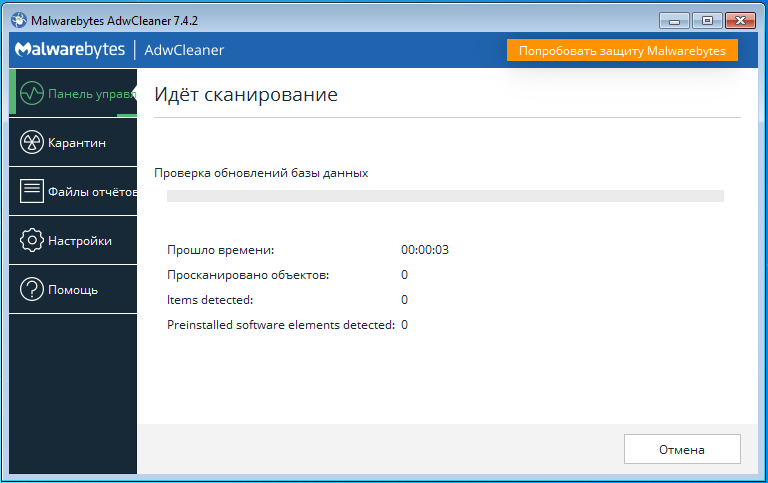 Malwarebytes AdwCleaner 7.4.2
Malwarebytes AdwCleaner
Попробовать защиту Malwarebytes
Панель управл
Идёт сканирование
Карантин
Проверка обновлений базы данных
Файлы отчётов
Настройки
Прошло времени: 00:00:03
Просканировано объектов: 0
Помощь
Items detected: 0
Preinstalled software elements detected: 0
Отмена